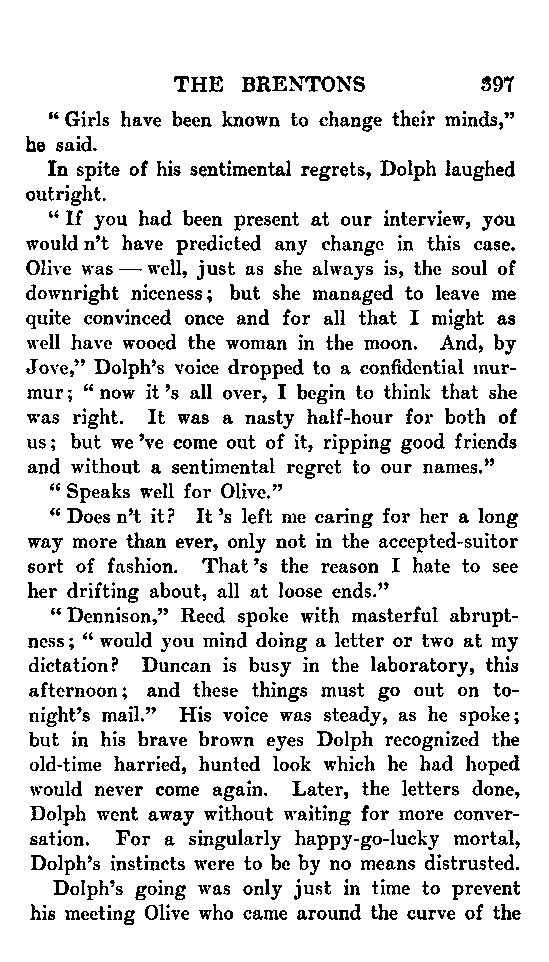 THE BRENTONS 397
“ Girls have been known to change their minds,”
he said.
In spite of his sentimental regrets, Dolph laughed
outright.
“ If you had been present at our interview, you
would n’t have predicted any change in this case.
Olive was — well, just as she always is, the soul of
downright niceness; but she managed to leave me
quite convinced once and for all that I might as
well have wooed the woman in the moon. And, by
Jove,” Dolph’s voice dropped to a confidential mur-
mur; “ now it ’s all over, I begin to think that she
was right. It was a nasty half-hour for both of
us; but we ’ve come out of it, ripping good friends
and without a sentimental regret to our names.”
“ Speaks well for Olive.”
“ Does n’t it? It ’s left me caring for her a long
way more than ever, only not in the accepted-suitor
sort of fashion. That ’s the reason I hate to see
her drifting about, all at loose ends.”
“ Dennison,” Reed spoke with masterful abrupt-
ness; “ would you mind doing a letter or two at my
dictation? Duncan is busy in the laboratory, this
afternoon; and these things must go out on to-
night’s mail.” His voice was steady, as he spoke;
but in his brave brown eyes Dolph recognized the
old-time harried, hunted look which he had hoped
would never come again. Later, the letters done,
Dolph went away without waiting for more conver-
sation. For a singularly happy-go-lucky mortal,
Dolph’s instincts were to be by no means distrusted.
Dolph’s going was only just in time to prevent
his meeting Olive who came around the curve of the